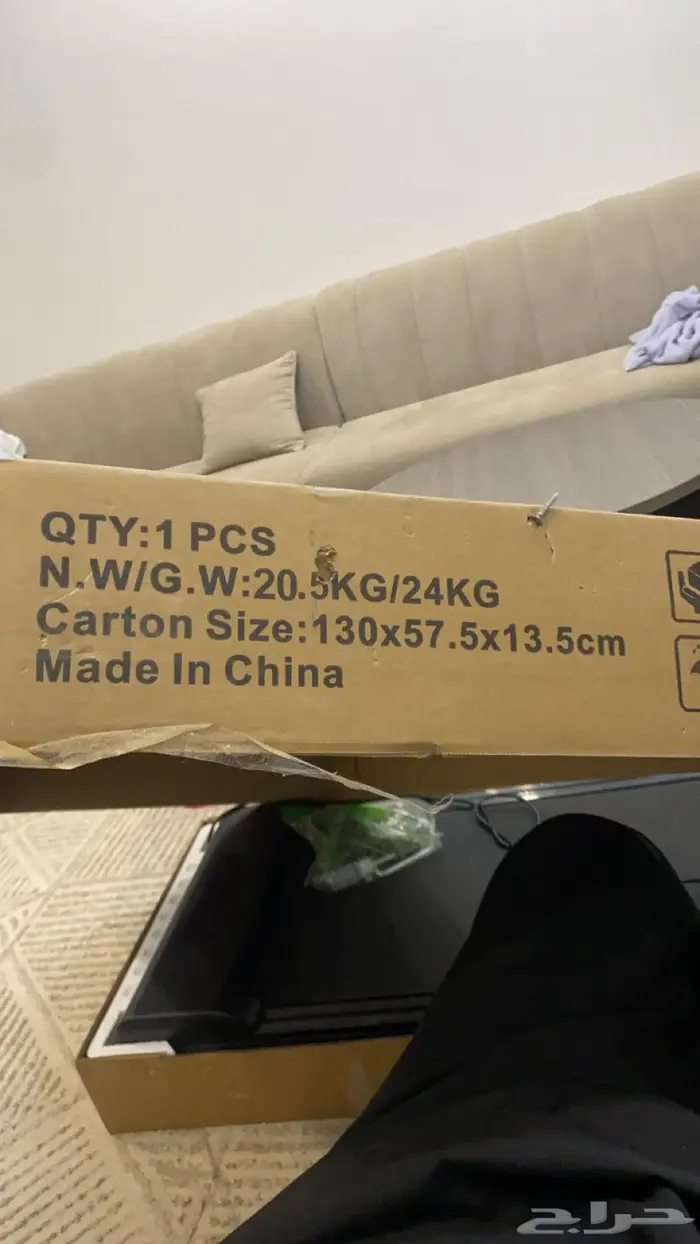 QTY:1 PCS
N.W/G.W:20.5KG/24KG
Carton Size:130x57.5x13.5cm
Made In China
حراج